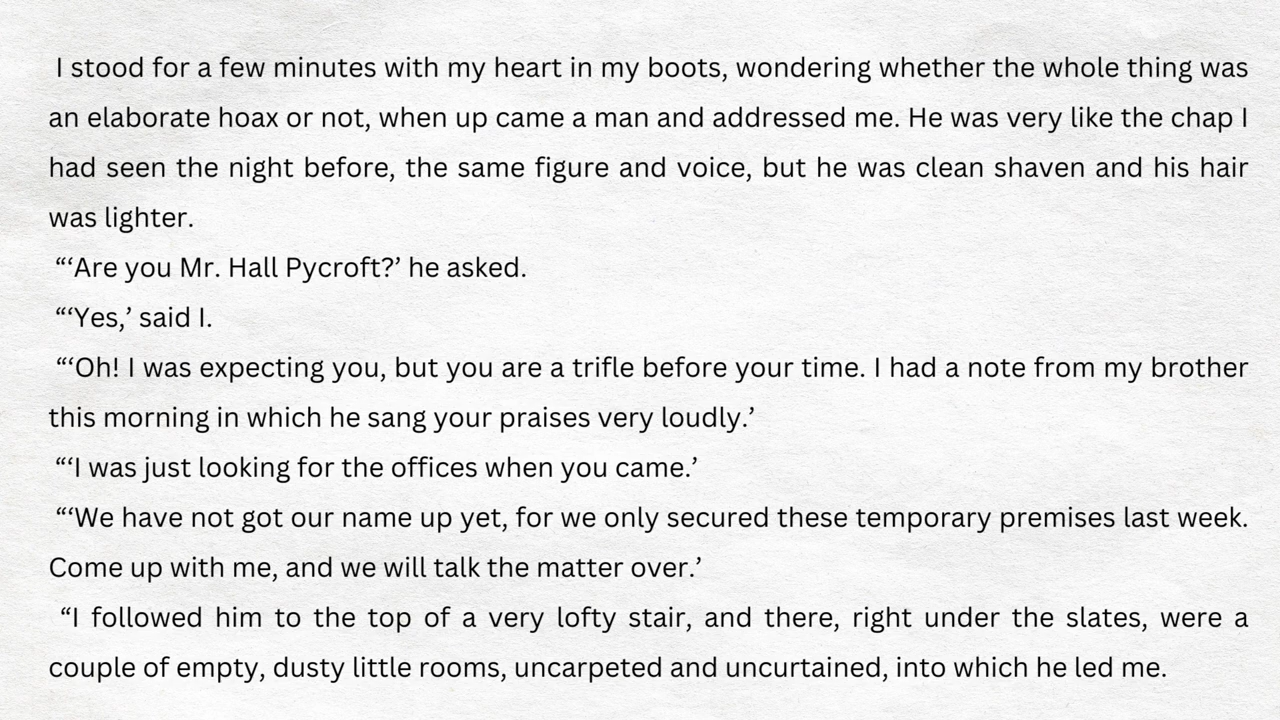 I stood for a few minutes with my heart in my boots, wondering whether the whole thing was
an elaborate hoax or not, when up came a man and addressed me. He was very like the chap I
had seen the night before, the same figure and voice, but he was clean shaven and his hair
was lighter.
“‘Are you Mr. Hall Pycroft?’ he asked.
“‘Yes,’ said I.
“‘Oh! I was expecting you, but you are a trifle before your time. I had a note from my brother
this morning in which he sang your praises very loudly.’
“‘I was just looking for the offices when you came.’
“‘We have not got our name up yet, for we only secured these temporary premises last week.
Come up with me, and we will talk the matter over.’
“I followed him to the top of a very lofty stair, and there, right under the slates, were a
couple of empty, dusty little rooms, uncarpeted and uncurtained, into which he led me.